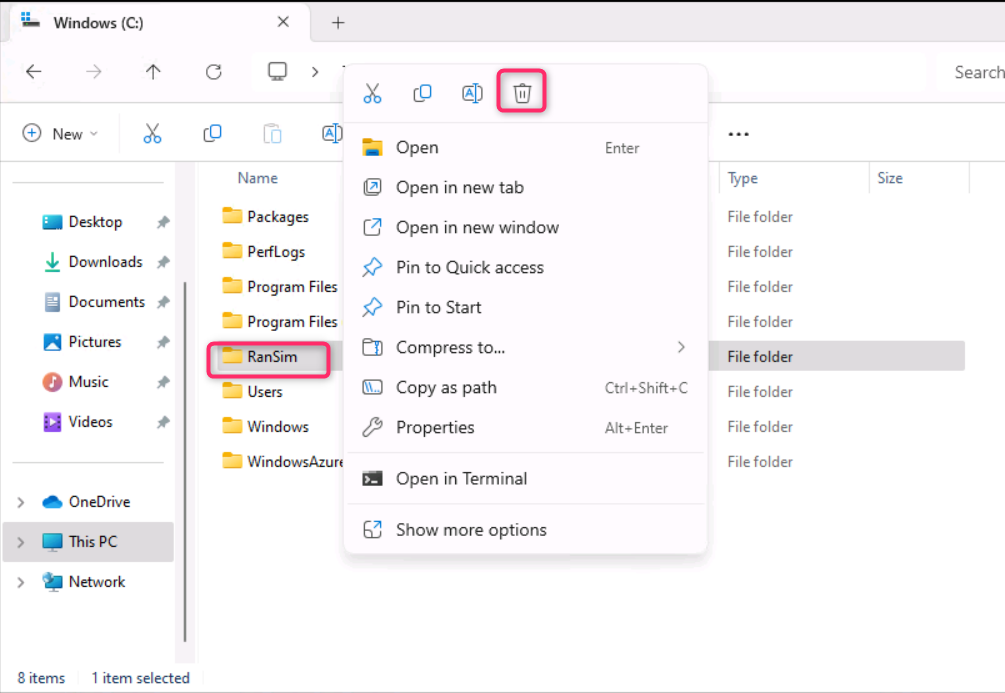 Windows (C:)
Search
New
Name
Type
Size
Desktop
Downloads
Documents
Pictures
Music
Videos
OneDrive
This PC
Network
Packages
File folder
PerfLogs
File folder
Program Files
File folder
Program Files
File folder
RanSim
File folder
Users
File folder
Windows
File folder
WindowsAzure
File folder
Open Enter
Open in new tab
Open in new window
Pin to Quick access
Pin to Start
Compress to...
Copy as path Ctrl+Shift+C
Properties Alt+Enter
Open in Terminal
Show more options
8 items 1 item selected